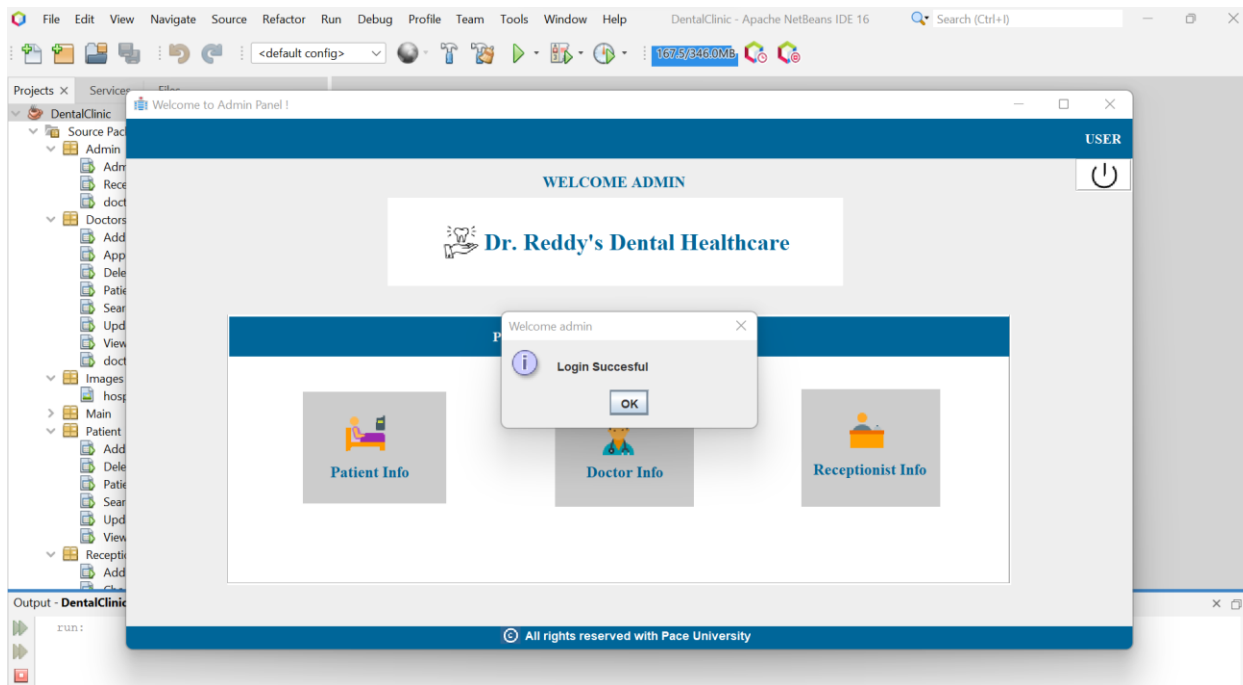 File Edit View Navigate Source Refactor Run Debug Profile Team Tools Window Help DentalClinic - Apache NetBeans IDE 16 Search (Ctrl+I)
<default config> 167.5/346.0MB
Projects Services Files
Welcome to Admin Panel !
DentalClinic
Source Pac
USER
Admin
Adm
Rece
doct
WELCOME ADMIN
Doctors
Add
App
Dele
Patie
Sear
Upd
View
doct
Dr. Reddy's Dental Healthcare
Images
hosp
Main
Patient
Add
Dele
Patie
Sear
Upd
View
Receptio
Add
P
Welcome admin
Login Succesful
OK
Patient Info
Doctor Info
Receptionist Info
Output - DentalClinic
run:
© All rights reserved with Pace University